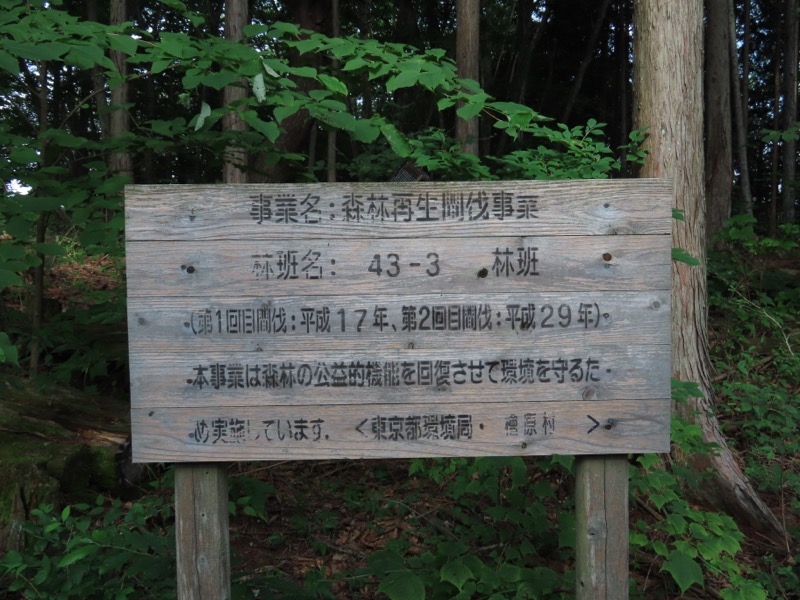 事業名:森林再生間伐事業
林班名: 43-3 林班
(第1回目間伐:平成17年、第2回目間伐:平成29年)
本事業は森林の公益的機能を回復させて環境を守るた
め実施しています。<東京都環境局・檜原村>